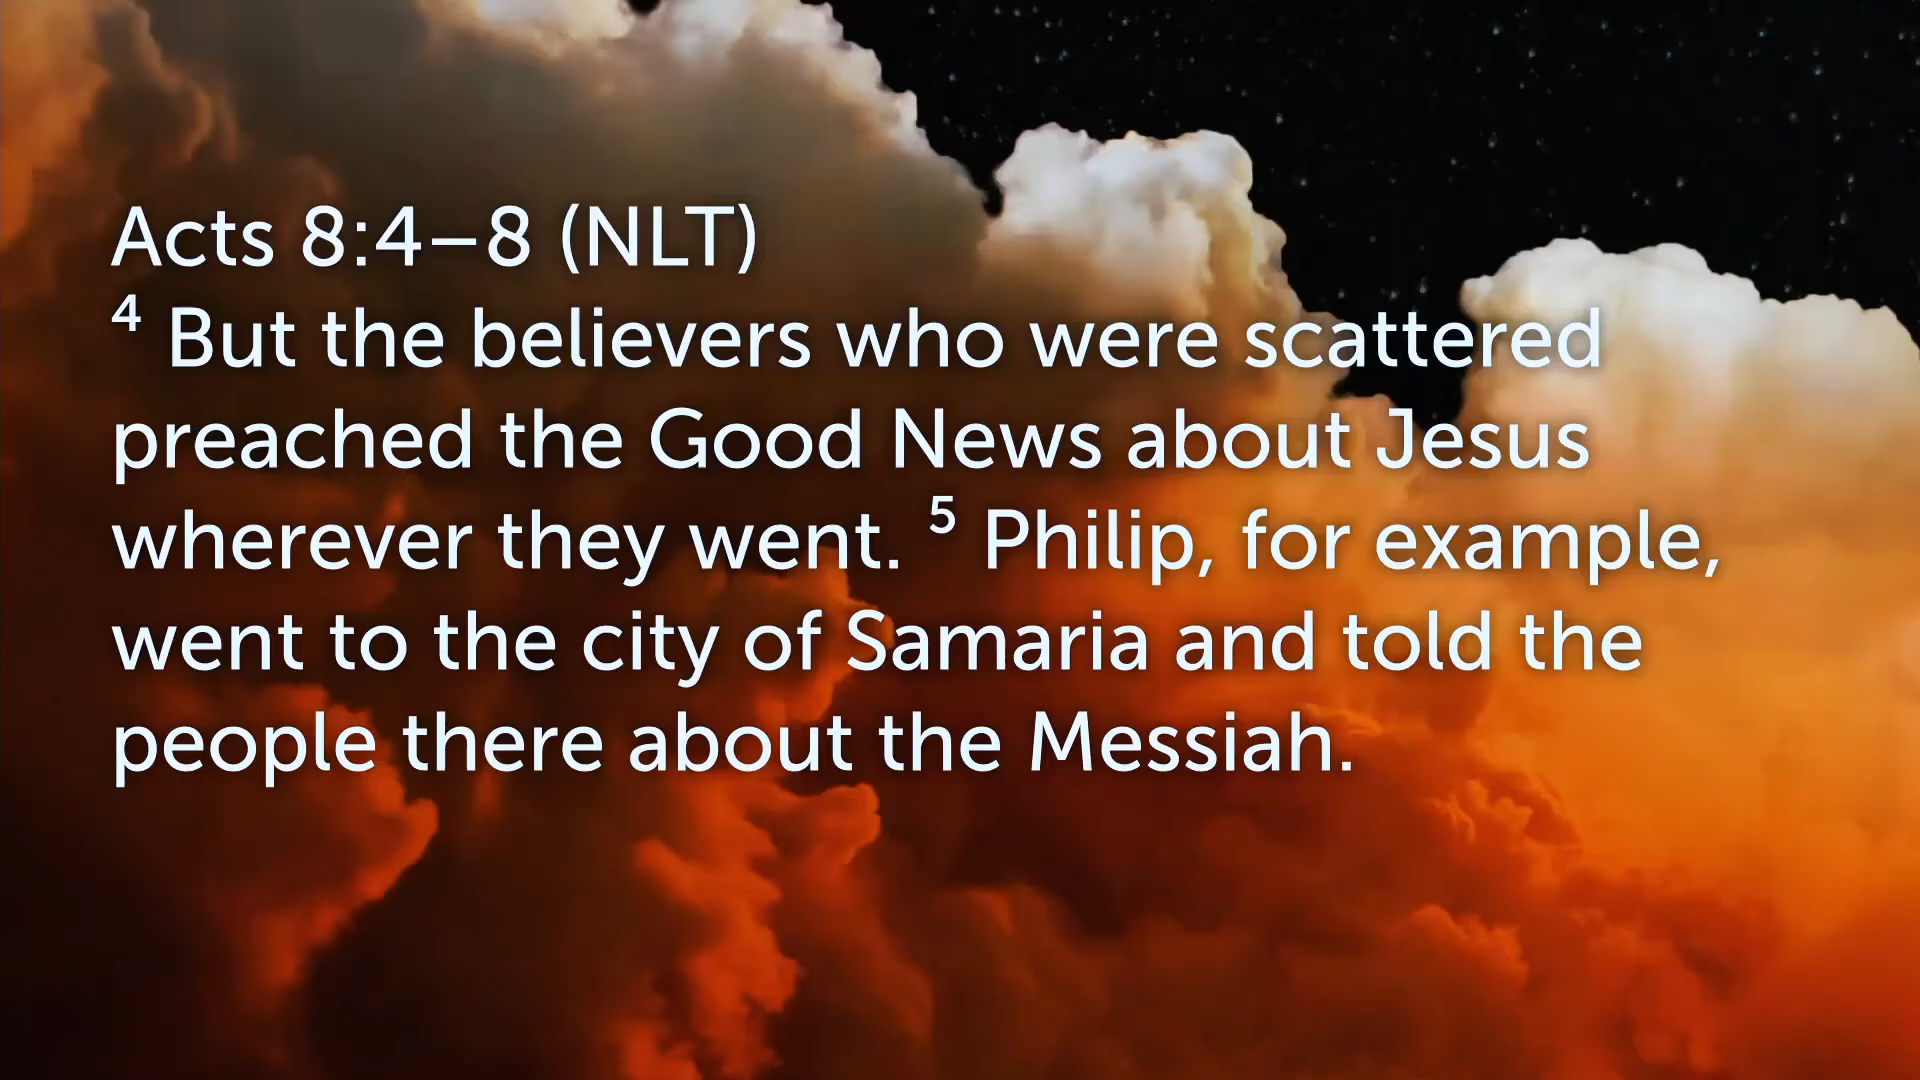 Acts 8:4–8 (NLT)
⁴ But the believers who were scattered
preached the Good News about Jesus
wherever they went. ⁵ Philip, for example,
went to the city of Samaria and told the
people there about the Messiah.